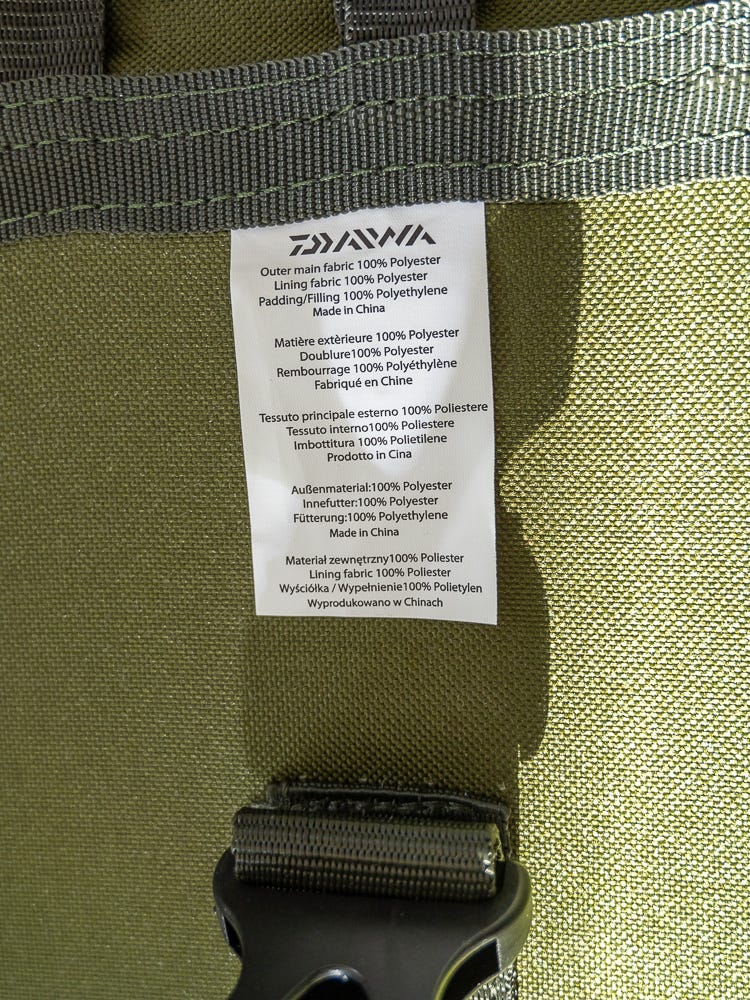 DAIWA
Outer main fabric 100% Polyester
Lining fabric 100% Polyester
Padding/Filling 100% Polyethylene
Made in China
Matière extèrieure 100% Polyester
Doublure100% Polyester
Rembourrage 100% Polyéthylène
Fabriqué en Chine
Tessuto principale esterno 100% Poliestere
Tessuto interno100% Poliestere
Imbottitura 100% Polietilene
Prodotto in Cina
Außenmaterial:100% Polyester
Innefutter:100% Polyester
Fütterung:100% Polyethylene
Made in China
Materiał zewnętrzny100% Poliester
Lining fabric 100% Poliester
Wyściółka / Wypełnienie100% Polietylen
Wyprodukowano w Chinach